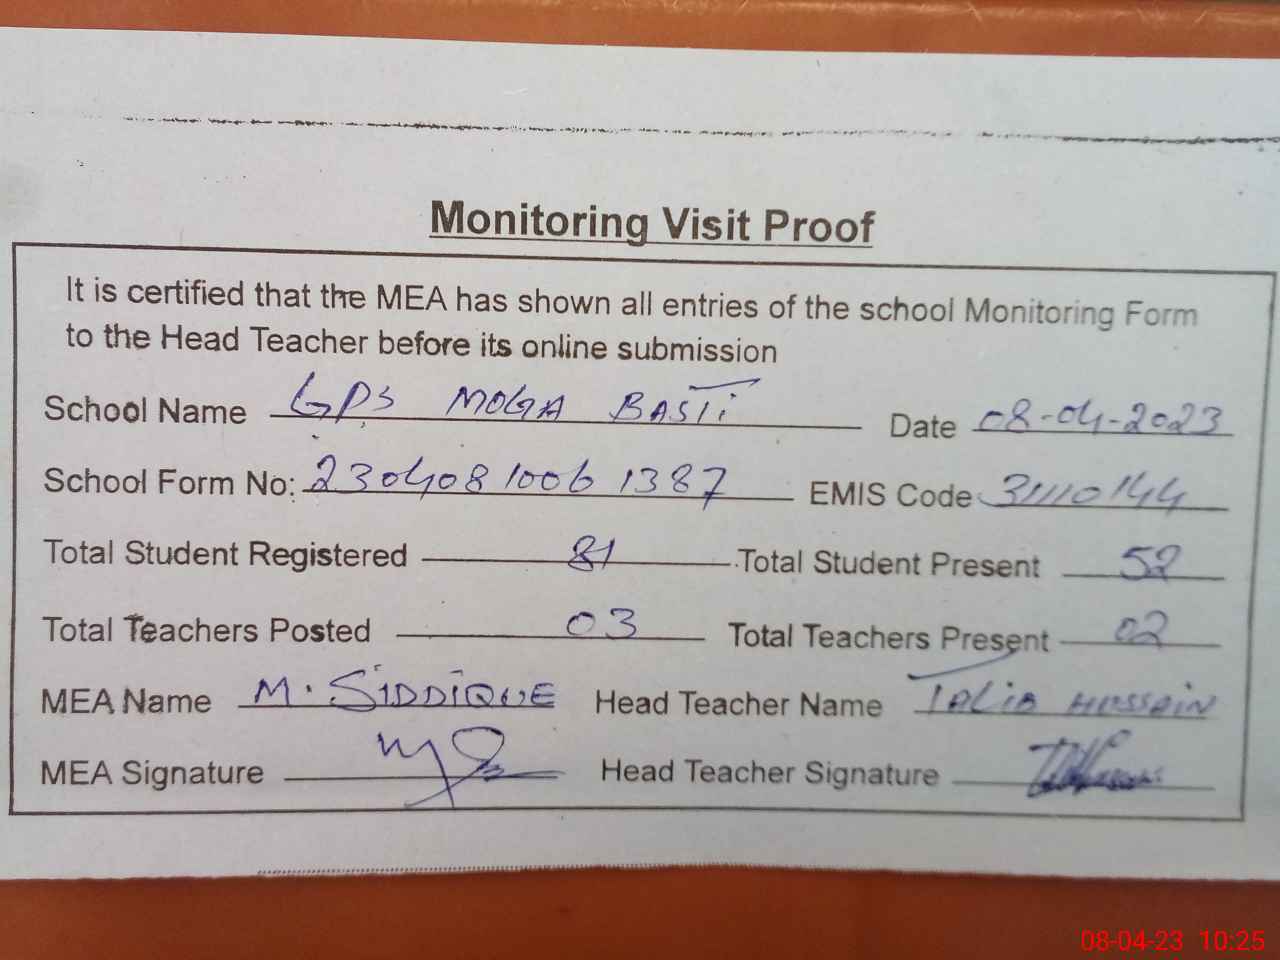 Monitoring Visit Proof
It is certified that the MEA has shown all entries of the school Monitoring Form
to the Head Teacher before its online submission
School Name GPS MOGA BASTi Date 08-04-2023
School Form No: 2304081006 1387 EMIS Code 31110144
Total Student Registered 81 Total Student Present 52
Total Teachers Posted 03 Total Teachers Present 02
MEA Name M. SIDDIQUE Head Teacher Name TALIB HUSSAIN
MEA Signature Head Teacher Signature
08-04-23 10:25